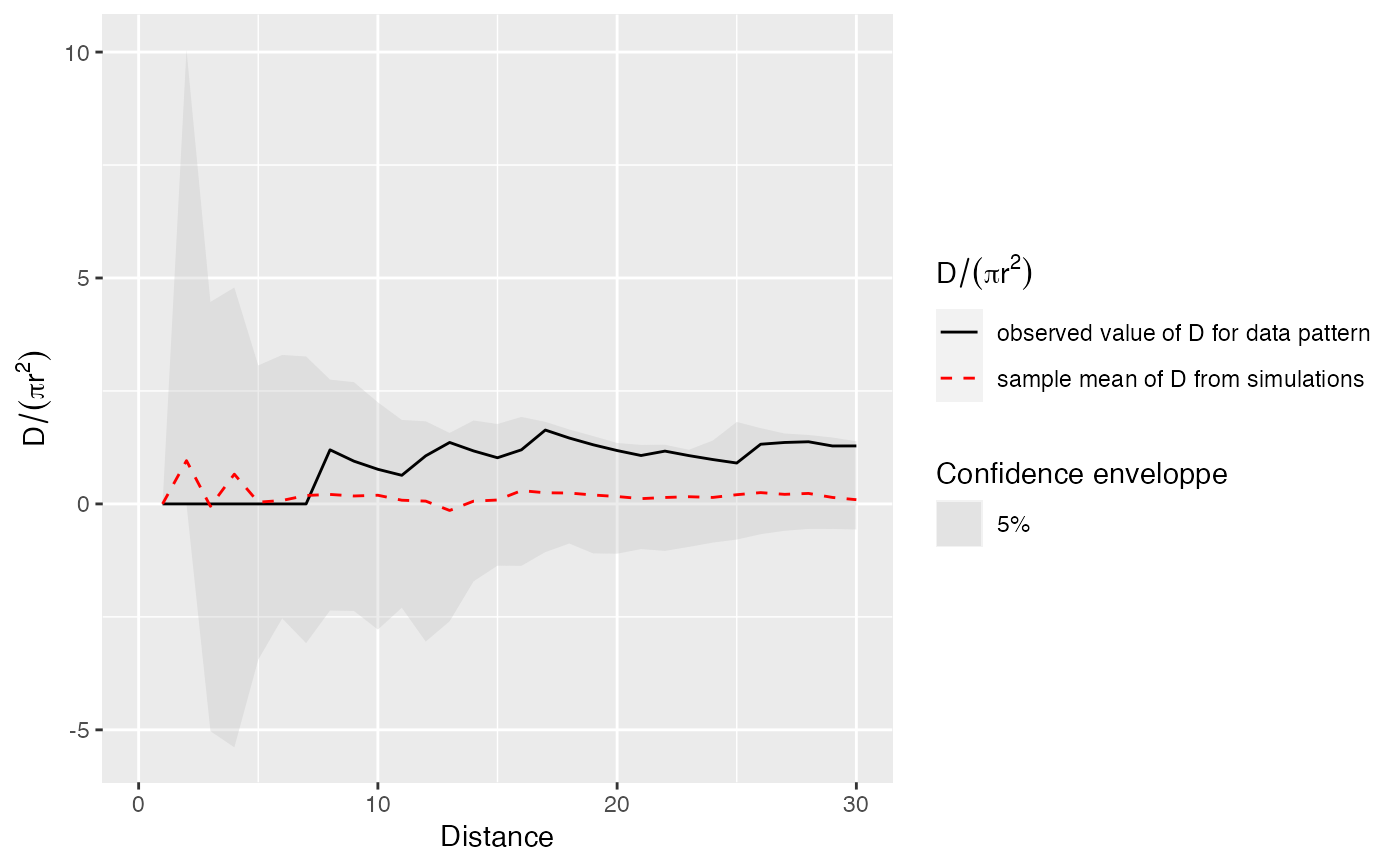 10
5
0
-5
D/(πr²)
0
10
20
30
Distance
D/(πr²)
observed value of D for data pattern
sample mean of D from simulations
Confidence enveloppe
5%